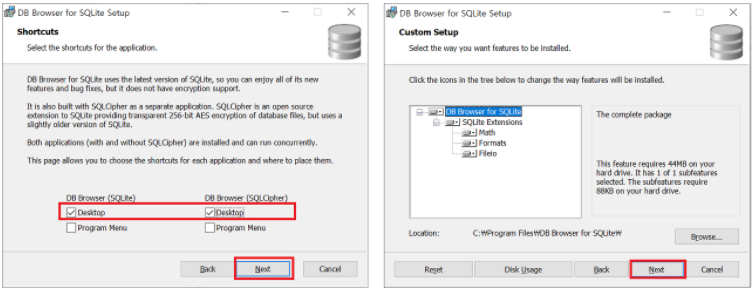 DB Browser for SQLite Setup
Shortcuts
Select the shortcuts for the application.
DB Browser for SQLite uses the latest version of SQLite, so you can enjoy all of its new
features and bug fixes, but it does not have encryption support.
It is also built with SQLCipher as a separate application. SQLCipher is an open source
extension to SQLite providing transparent 256-bit AES encryption of database files, but uses a
slightly older version of SQLite.
Both applications (with and without SQLCipher) are installed and can run concurrently.
This page allows you to choose the shortcuts for each application and where to place them.
DB Browser (SQLite) DB Browser (SQLCipher)
Desktop Desktop
Program Menu Program Menu
Back Next Cancel
DB Browser for SQLite Setup
Custom Setup
Select the way you want features to be installed.
Click the icons in the tree below to change the way features will be installed.
DB Browser for SQLite
SQLite Extensions
Math
Formats
Fileio
The complete package
This feature requires 44MB on your
hard drive. It has 1 of 1 subfeatures
selected. The subfeatures require
88KB on your hard drive.
Location: C:₩Program Files₩DB Browser for SQLite₩
Browse...
Reset Disk Usage Back Next Cancel